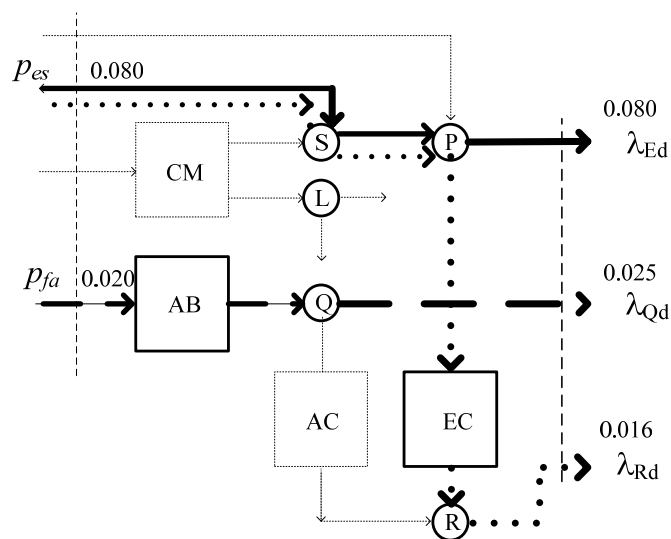 p_es 0.080
S
P
0.080
λ_Ed
CM
L
p_fa 0.020
AB
Q
0.025
λ_Qd
AC
EC
0.016
λ_Rd
R